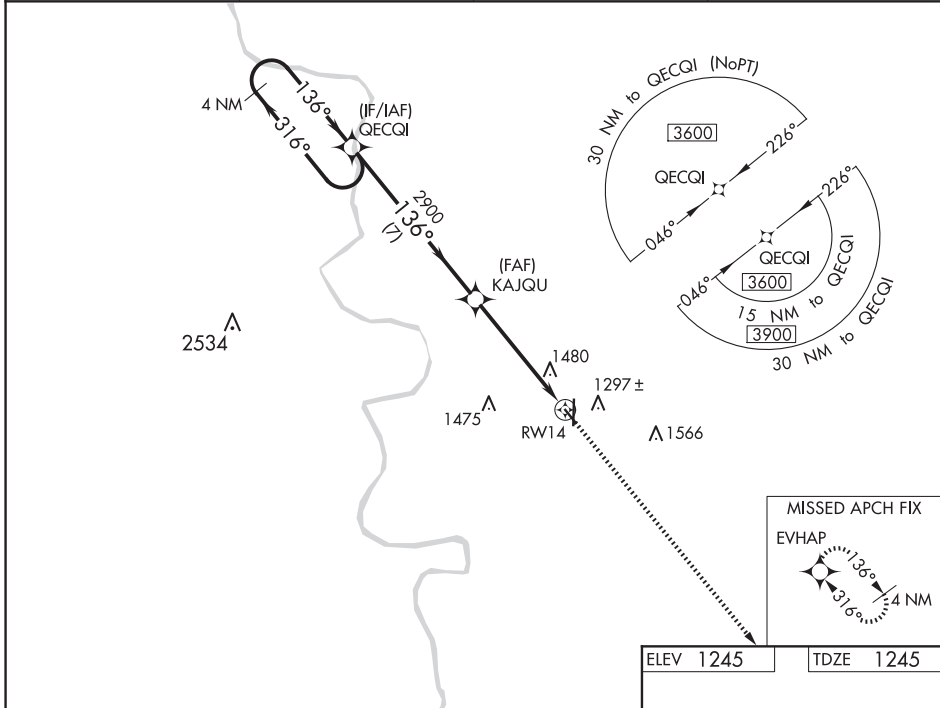 4 NM
136°
316°
(IF/IAF)
QECQI
2900
136°
(7)
(FAF)
KAJQU
2534
1480
1475
1297 ±
RW14
1566
30 NM to QECQI (NoPT)
3600
226°
QECQI
046°
226°
QECQI
046°
3600
15 NM to QECQI
3900
30 NM to QECQI
MISSED APCH FIX
EVHAP
136°
316°
4 NM
ELEV 1245
TDZE 1245